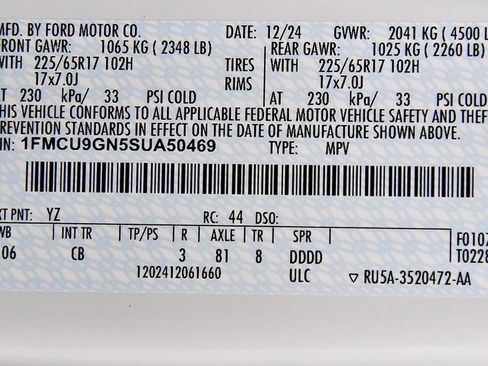 MFD. BY FORD MOTOR CO. DATE: 12/24 GVWR: 2041 KG ( 4500 L
FRONT GAWR: 1065 KG ( 2348 LB) REAR GAWR: 1025 KG ( 2260 LB)
WITH 225/65R17 102H TIRES WITH 225/65R17 102H
17x7.0J RIMS 17x7.0J
AT 230 kPa/ 33 PSI COLD AT 230 kPa/ 33 PSI COLD
THIS VEHICLE CONFORMS TO ALL APPLICABLE FEDERAL MOTOR VEHICLE SAFETY AND THEF
PREVENTION STANDARDS IN EFFECT ON THE DATE OF MANUFACTURE SHOWN ABOVE.
IN: 1FMCU9GN5SUA50469 TYPE: MPV
XT PNT: YZ RC: 44 DSO:
WB INT TR TP/PS R AXLE TR SPR F0107
06 CB 3 81 8 DDDD T0228
1202412061660 ULC ▽ RU5A-3520472-AA